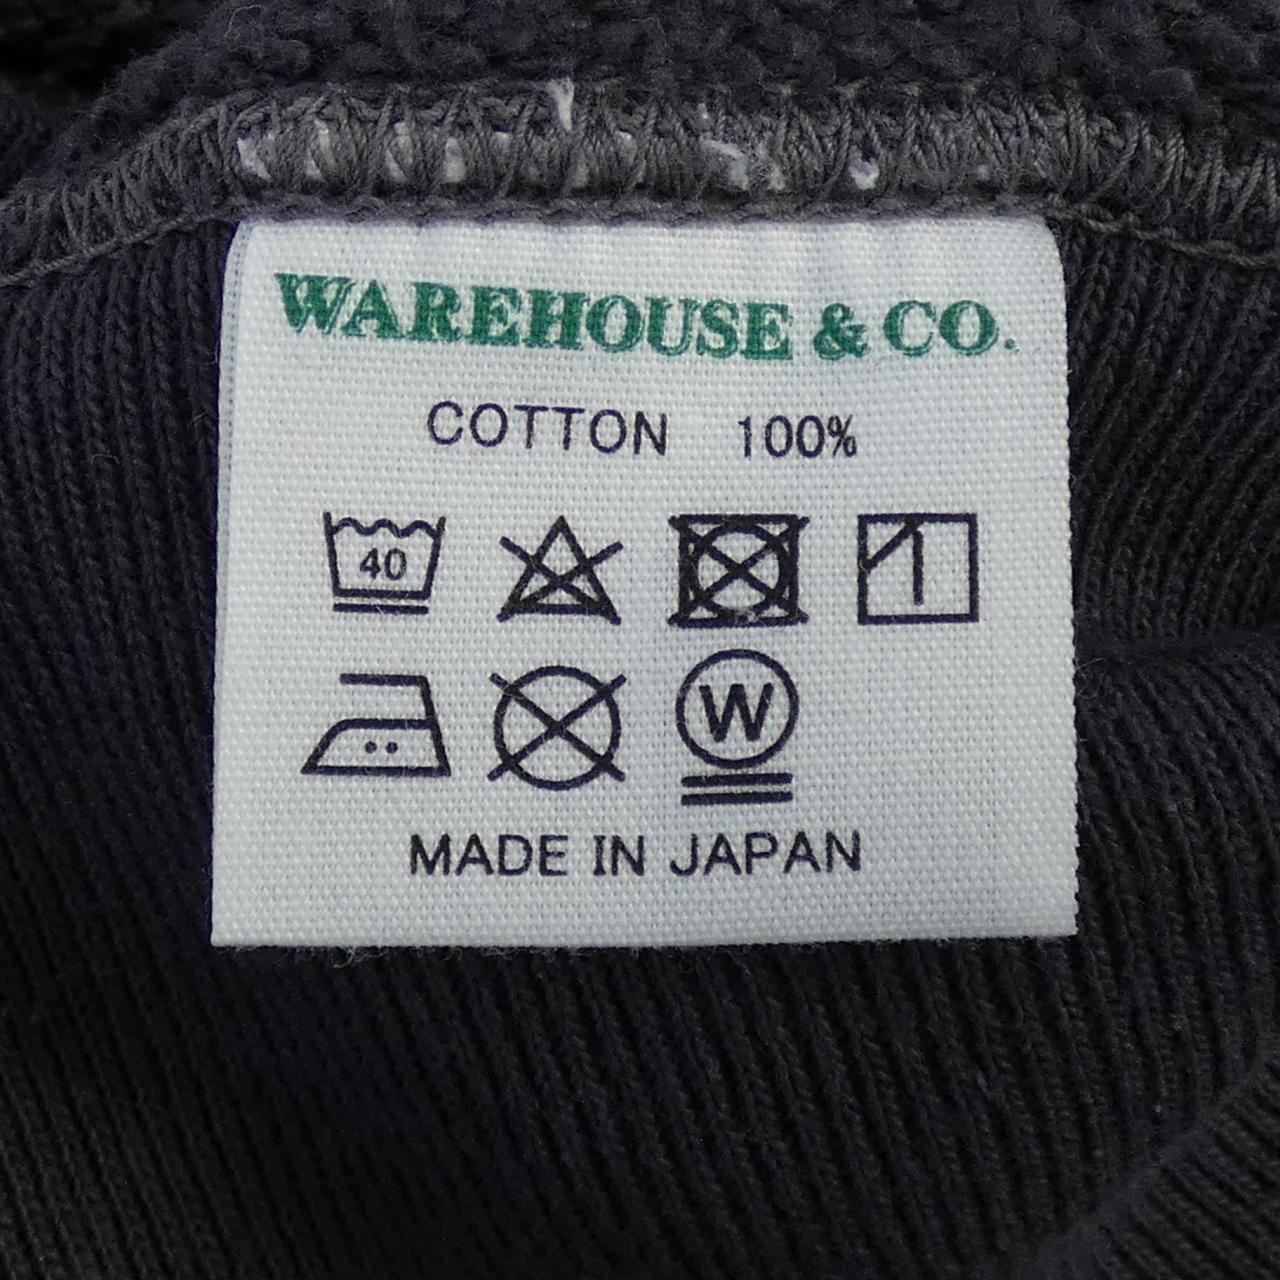 WAREHOUSE & CO.
COTTON 100%
40
W
MADE IN JAPAN